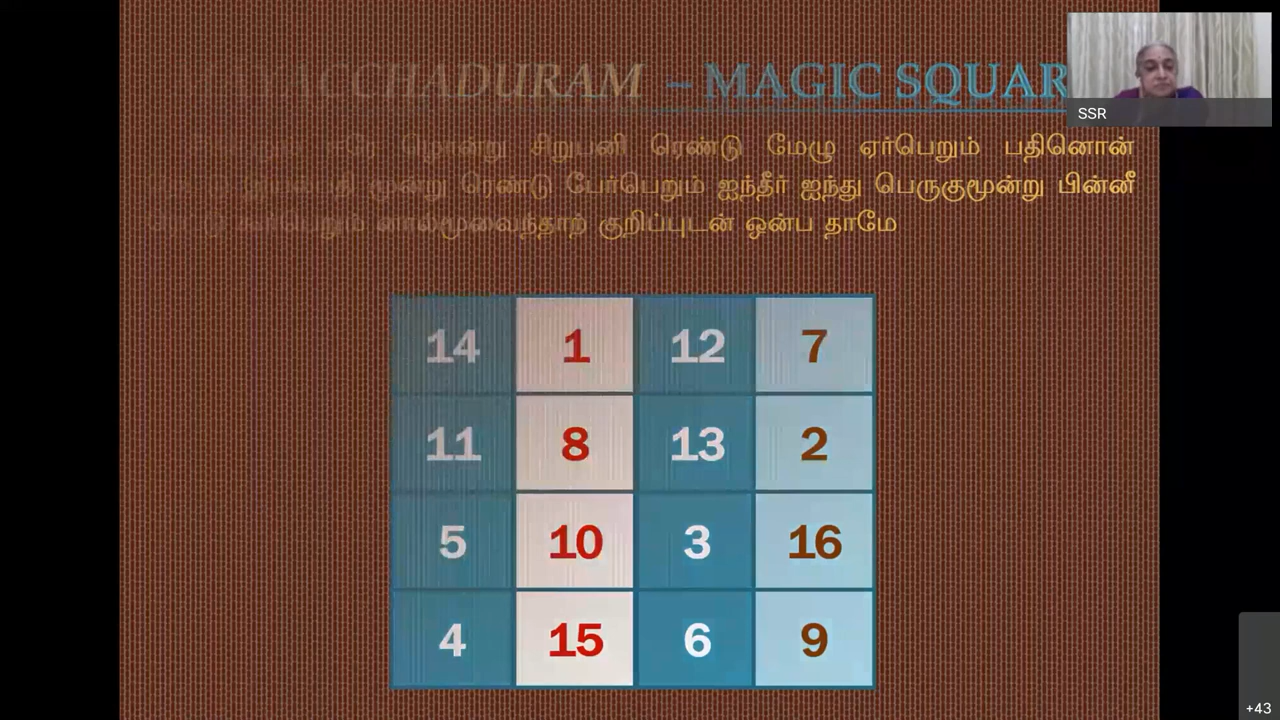 – MAGIC SQUAR
SSR
சிறுபனி ரெண்டு மேழு ஏர்பெறும் பதினொன்
மூன்று ரெண்டு பேர்பெறும் ஐந்தீர் ஐந்து பெருகுமூன்று பின்னீ
குறிப்புடன் ஒன்ப தாமே
14 1 12 7
11 8 13 2
5 10 3 16
4 15 6 9
+43